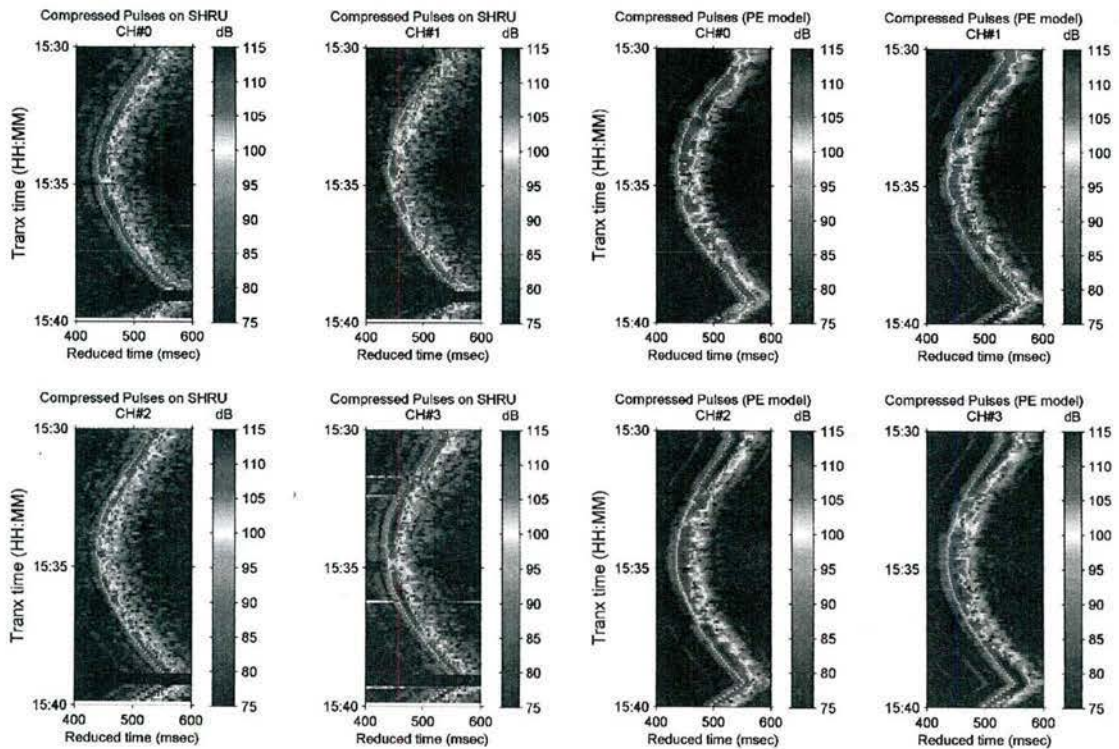 Compressed Pulses on SHRU
CH#0 dB
15:30
15:35
15:40
Tranx time (HH:MM)
400 500 600
Reduced time (msec)
115
110
105
100
95
90
85
80
75
Compressed Pulses on SHRU
CH#1 dB
15:30
15:35
15:40
400 500 600
Reduced time (msec)
115
110
105
100
95
90
85
80
75
Compressed Pulses (PE model)
CH#0 dB
15:30
15:35
15:40
Tranx time (HH:MM)
400 500 600
Reduced time (msec)
115
110
105
100
95
90
85
80
75
Compressed Pulses (PE model)
CH#1 dB
15:30
15:35
15:40
400 500 600
Reduced time (msec)
115
110
105
100
95
90
85
80
75
Compressed Pulses on SHRU
CH#2 dB
15:30
15:35
15:40
Tranx time (HH:MM)
400 500 600
Reduced time (msec)
115
110
105
100
95
90
85
80
75
Compressed Pulses on SHRU
CH#3 dB
15:30
15:35
15:40
400 500 600
Reduced time (msec)
115
110
105
100
95
90
85
80
75
Compressed Pulses (PE model)
CH#2 dB
15:30
15:35
15:40
Tranx time (HH:MM)
400 500 600
Reduced time (msec)
115
110
105
100
95
90
85
80
75
Compressed Pulses (PE model)
CH#3 dB
15:30
15:35
15:40
400 500 600
Reduced time (msec)
115
110
105
100
95
90
85
80
75